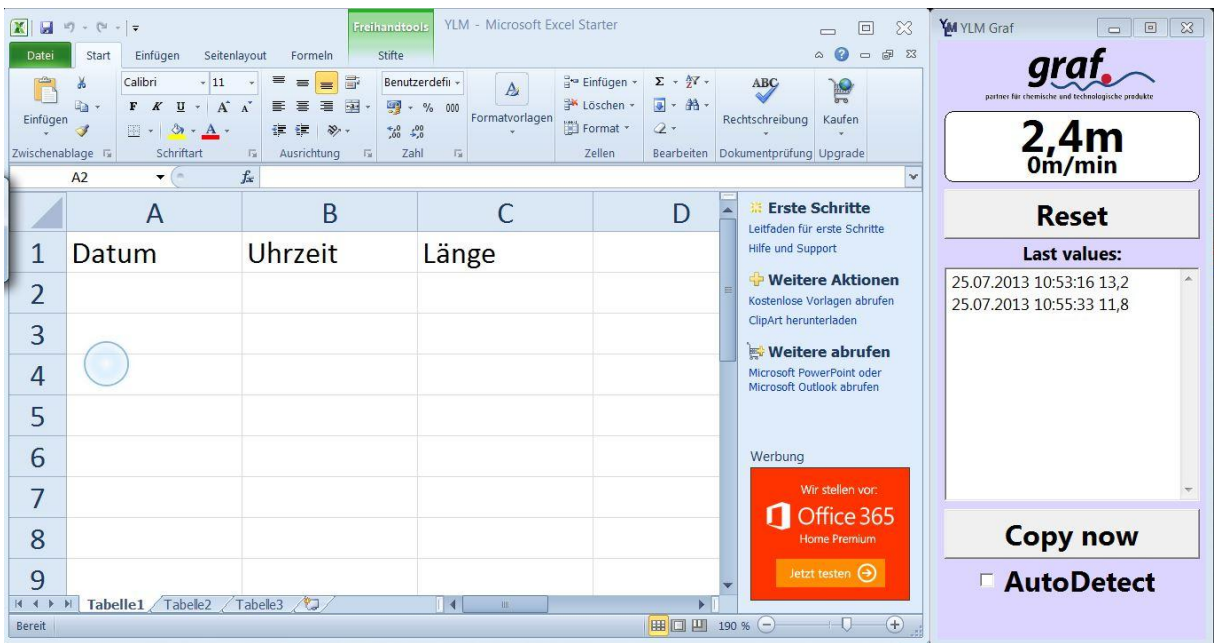 Freihandtools
YLM - Microsoft Excel Starter
Datei Start Einfügen Seitenlayout Formeln Stifte
Einfügen
Calibri 11
F K U A A
A
Benutzerdefii
% 000
Formatvorlagen
Einfügen
Löschen
Format
Σ
ABC
Rechtschreibung
Kaufen
Zwischenablage Schriftart Ausrichtung Zahl Zellen Bearbeiten Dokumentprüfung Upgrade
A2 fx
A B C D
1 Datum Uhrzeit Länge
2
3
4
5
6
7
8
9
Erste Schritte
Leitfaden für erste Schritte
Hilfe und Support
Weitere Aktionen
Kostenlose Vorlagen abrufen
ClipArt herunterladen
Weitere abrufen
Microsoft PowerPoint oder
Microsoft Outlook abrufen
Werbung
Wir stellen vor:
Office 365
Home Premium
Jetzt testen
Tabelle1 Tabelle2 Tabelle3
Bereit 190 %
YLM Graf
graf.
partner für chemische und technologische produkte
2,4m
0m/min
Reset
Last values:
25.07.2013 10:53:16 13,2
25.07.2013 10:55:33 11,8
Copy now
AutoDetect